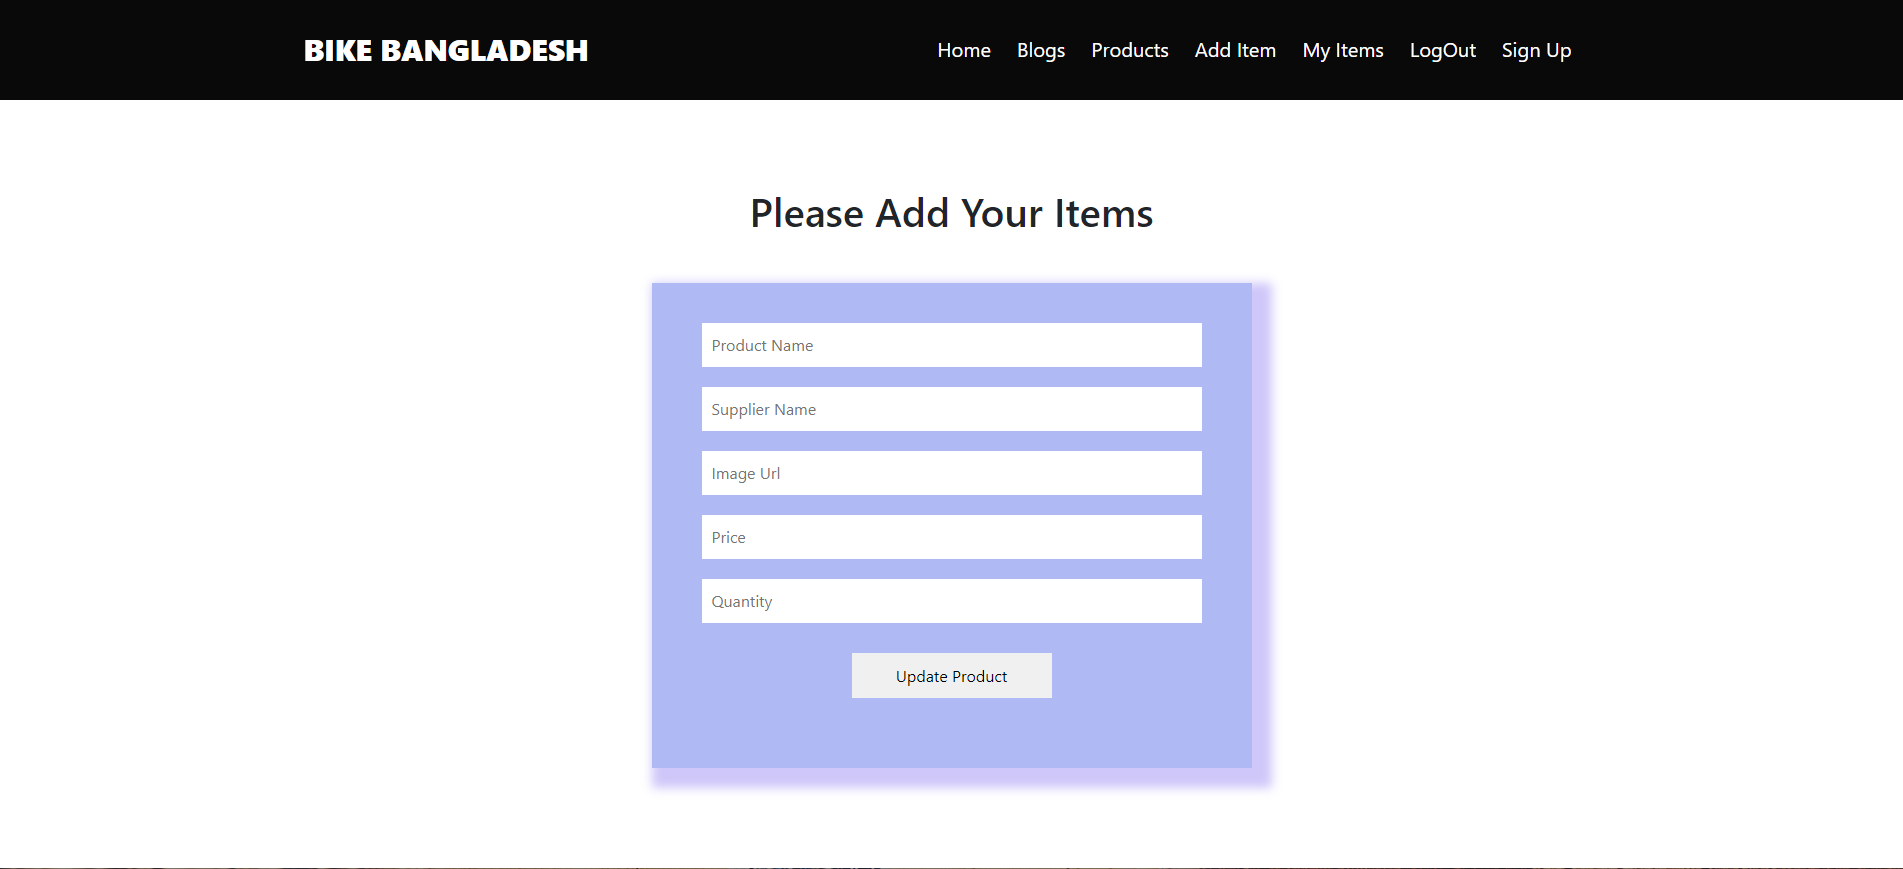 BIKE BANGLADESH
Home Blogs Products Add Item My Items LogOut Sign Up
Please Add Your Items
Product Name
Supplier Name
Image Url
Price
Quantity
Update Product